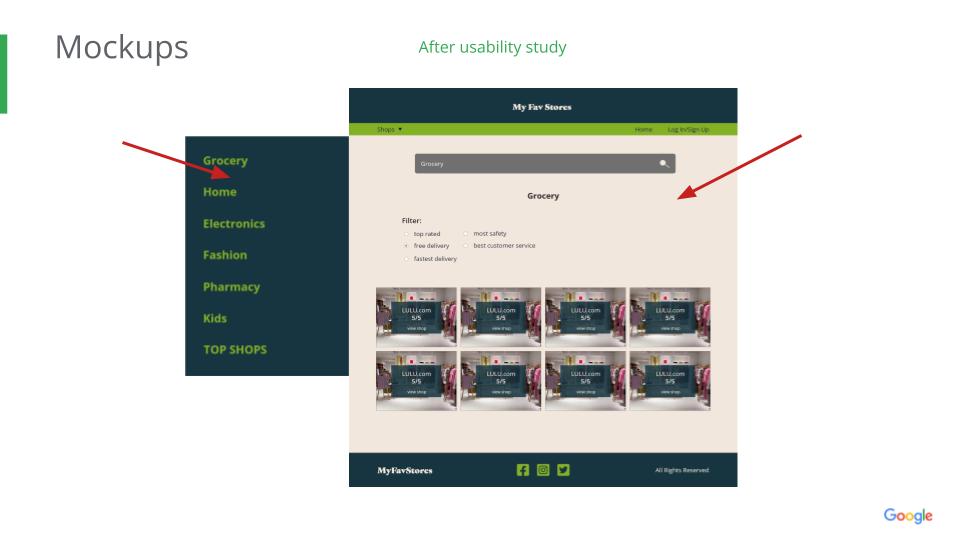 Mockups
After usability study
My Fav Stores
Shops
Home
Log In/Sign Up
Grocery
Home
Electronics
Fashion
Pharmacy
Kids
TOP SHOPS
Grocery
Grocery
Filter:
top rated
most safety
free delivery
best customer service
fastest delivery
LULU.com
5/5
view shop
LULU.com
5/5
view shop
LULU.com
5/5
view shop
LULU.com
5/5
view shop
LULU.com
5/5
view shop
LULU.com
5/5
view shop
LULU.com
5/5
view shop
LULU.com
5/5
view shop
MyFavStores
All Rights Reserved
Google